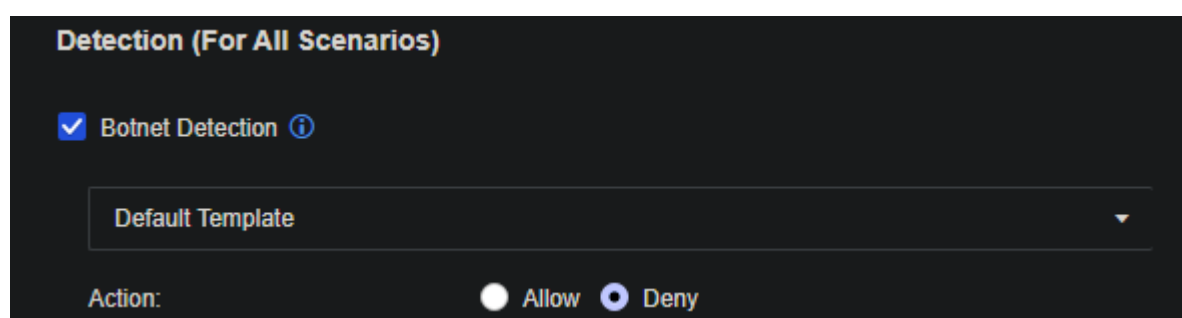 Detection (For All Scenarios)
Botnet Detection
Default Template
Action: Allow Deny